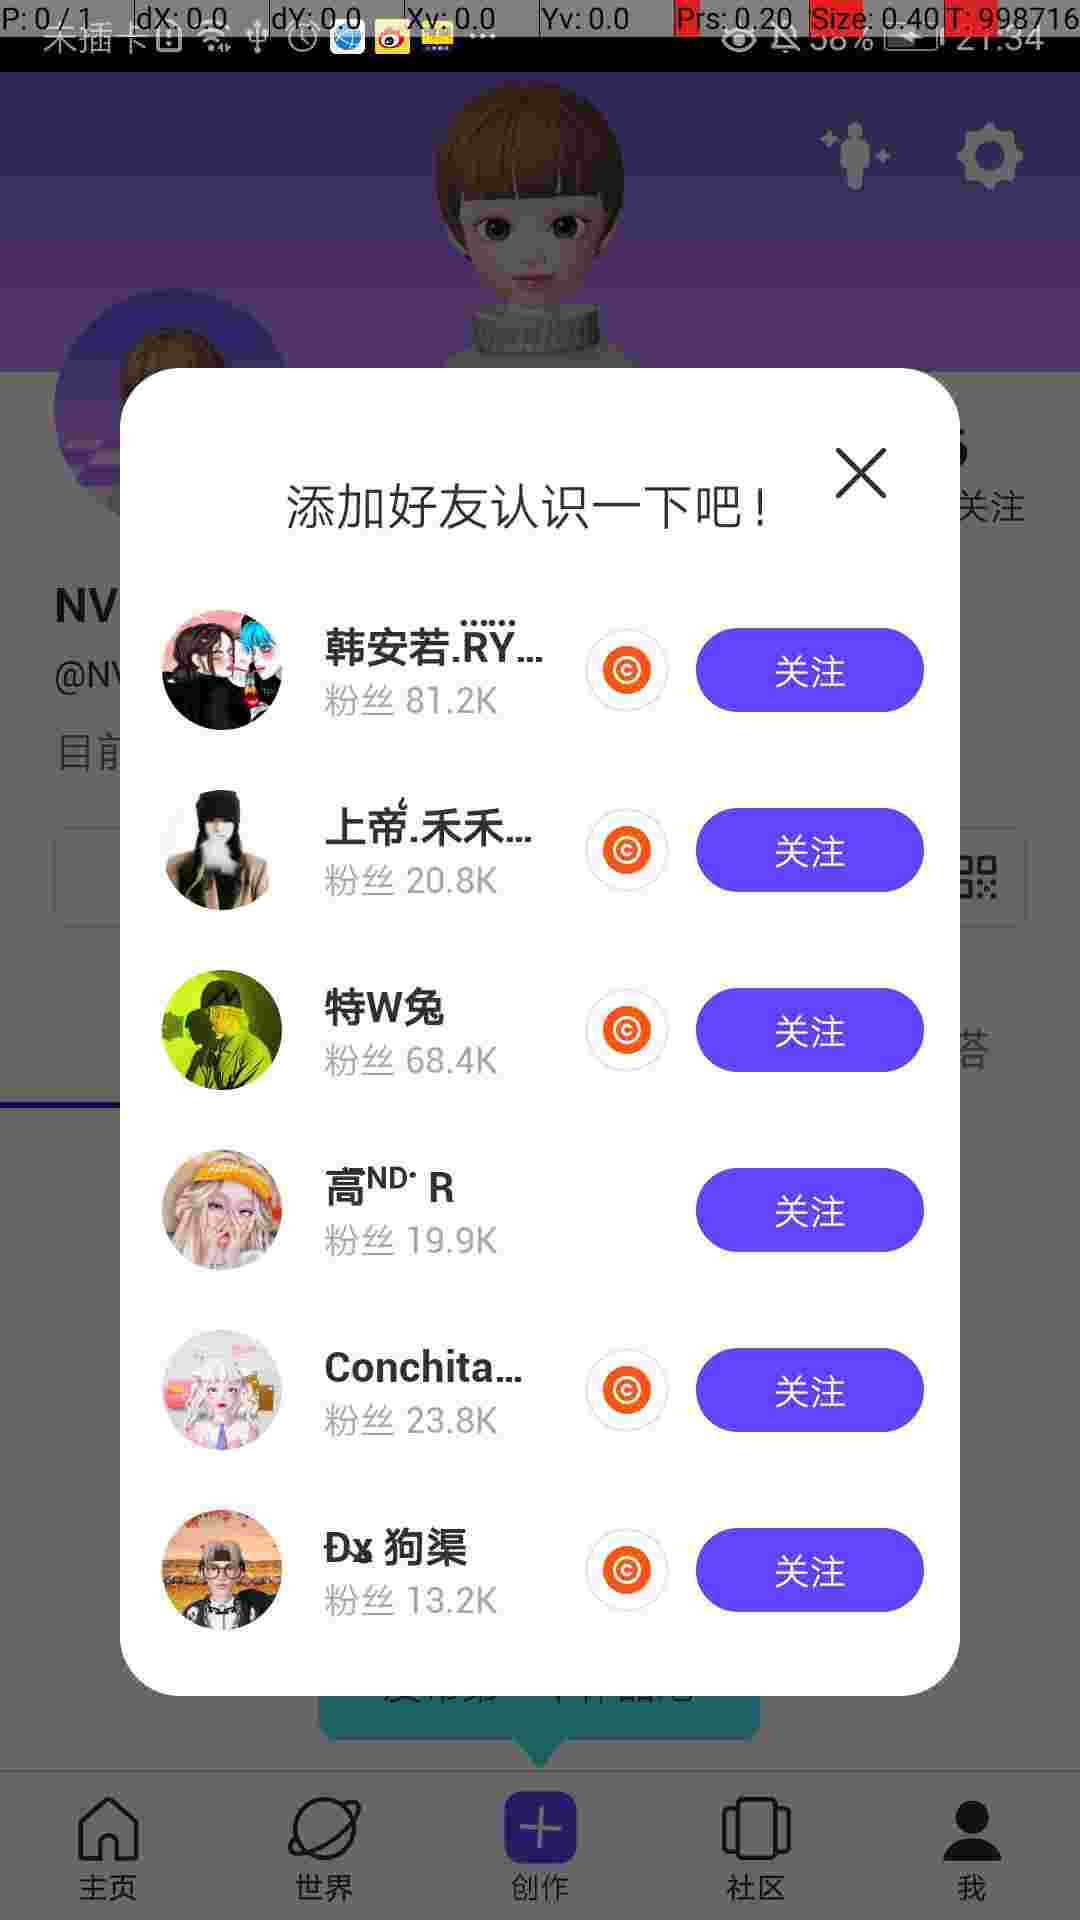 P: 0 / 1 dX: 0.0 dY: 0.0 Xv: 0.0 Yv: 0.0 Prs: 0.20 Size: 0.40 T: 998716
未插卡 58% 21:34
添加好友认识一下吧!
关注
NV
韩安若.RY...
关注
粉丝 81.2K
@NV
目前
上帝.禾禾...
关注
粉丝 20.8K
特W兔
关注
粉丝 68.4K
答
高ᴺᴰ· R
关注
粉丝 19.9K
Conchita...
关注
粉丝 23.8K
狗渠
关注
粉丝 13.2K
主页 世界 创作 社区 我